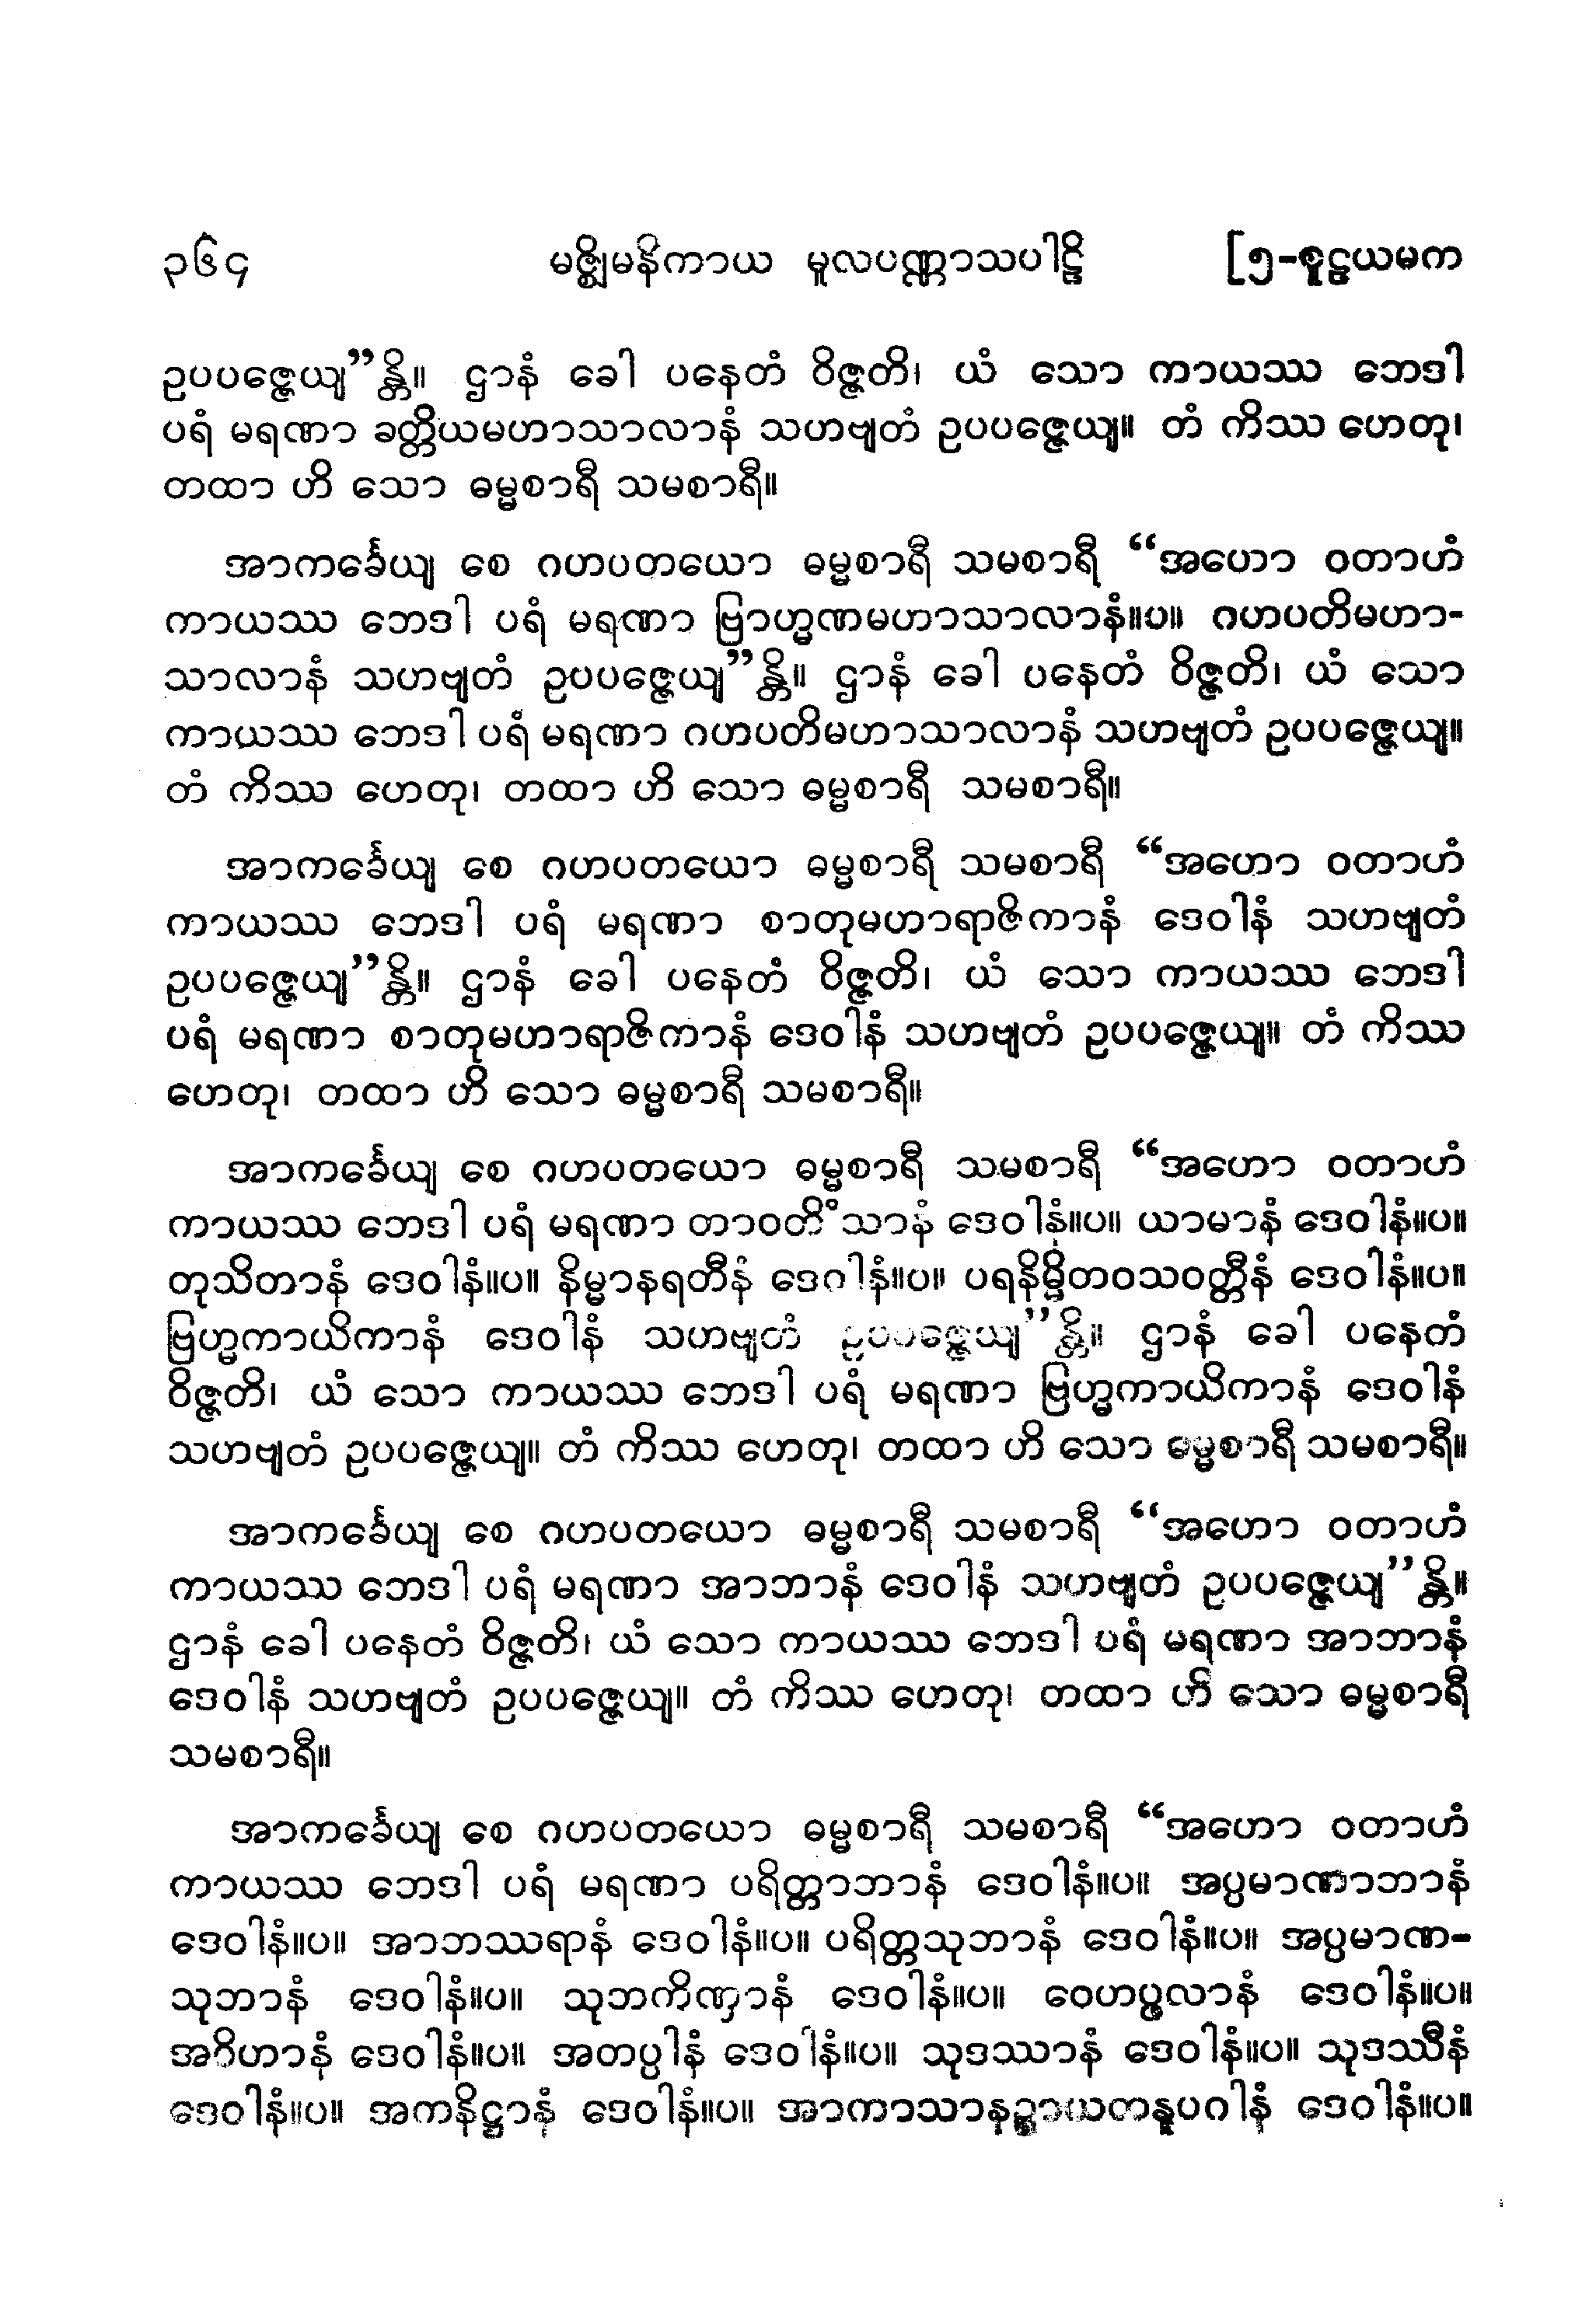 ၃၆၄ မဇ္ဈိမနိကာယ မူလပဏ္ဏာသပါဠိ [၅-စူဠယမက
ဥပပဇ္ဇေယျ”န္တိ။ ဌာနံ ခေါ ပနေတံ ဝိဇ္ဇတိ၊ ယံ သော ကာယဿ ဘေဒါ
ပရံ မရဏာ ခတ္တိယမဟာသာလာနံ သဟဗျတံ ဥပပဇ္ဇေယျ။ တံ ကိဿ ဟေတု၊
တထာ ဟိ သော ဓမ္မစာရီ သမစာရီ။
အာကင်္ခေယျ စေ ဂဟပတယော ဓမ္မစာရီ သမစာရီ “အဟော ဝတာဟံ
ကာယဿ ဘေဒါ ပရံ မရဏာ ဗြာဟ္မဏမဟာသာလာနံ။ပ။ ဂဟပတိမဟာ-
သာလာနံ သဟဗျတံ ဥပပဇ္ဇေယျ”န္တိ။ ဌာနံ ခေါ ပနေတံ ဝိဇ္ဇတိ၊ ယံ သော
ကာယဿ ဘေဒါ ပရံ မရဏာ ဂဟပတိမဟာသာလာနံ သဟဗျတံ ဥပပဇ္ဇေယျ။
တံ ကိဿ ဟေတု၊ တထာ ဟိ သော ဓမ္မစာရီ သမစာရီ။
အာကင်္ခေယျ စေ ဂဟပတယော ဓမ္မစာရီ သမစာရီ “အဟော ဝတာဟံ
ကာယဿ ဘေဒါ ပရံ မရဏာ စာတုမဟာရာဇိကာနံ ဒေဝါနံ သဟဗျတံ
ဥပပဇ္ဇေယျ”န္တိ။ ဌာနံ ခေါ ပနေတံ ဝိဇ္ဇတိ၊ ယံ သော ကာယဿ ဘေဒါ
ပရံ မရဏာ စာတုမဟာရာဇိကာနံ ဒေဝါနံ သဟဗျတံ ဥပပဇ္ဇေယျ။ တံ ကိဿ
ဟေတု၊ တထာ ဟိ သော ဓမ္မစာရီ သမစာရီ။
အာကင်္ခေယျ စေ ဂဟပတယော ဓမ္မစာရီ သမစာရီ “အဟော ဝတာဟံ
ကာယဿ ဘေဒါ ပရံ မရဏာ တာဝတိံသာနံ ဒေဝါနံ။ပ။ ယာမာနံ ဒေဝါနံ။ပ။
တုသိတာနံ ဒေဝါနံ။ပ။ နိမ္မာနရတီနံ ဒေဝါနံ။ပ။ ပရနိမ္မိတဝသဝတ္တီနံ ဒေဝါနံ။ပ။
ဗြဟ္မကာယိကာနံ ဒေဝါနံ သဟဗျတံ ဥပပဇ္ဇေယျ”န္တိ။ ဌာနံ ခေါ ပနေတံ
ဝိဇ္ဇတိ၊ ယံ သော ကာယဿ ဘေဒါ ပရံ မရဏာ ဗြဟ္မကာယိကာနံ ဒေဝါနံ
သဟဗျတံ ဥပပဇ္ဇေယျ။ တံ ကိဿ ဟေတု၊ တထာ ဟိ သော ဓမ္မစာရီ သမစာရီ။
အာကင်္ခေယျ စေ ဂဟပတယော ဓမ္မစာရီ သမစာရီ “အဟော ဝတာဟံ
ကာယဿ ဘေဒါ ပရံ မရဏာ အာဘာနံ ဒေဝါနံ သဟဗျတံ ဥပပဇ္ဇေယျ”န္တိ။
ဌာနံ ခေါ ပနေတံ ဝိဇ္ဇတိ၊ ယံ သော ကာယဿ ဘေဒါ ပရံ မရဏာ အာဘာနံ
ဒေဝါနံ သဟဗျတံ ဥပပဇ္ဇေယျ။ တံ ကိဿ ဟေတု၊ တထာ ဟိ သော ဓမ္မစာရီ
သမစာရီ။
အာကင်္ခေယျ စေ ဂဟပတယော ဓမ္မစာရီ သမစာရီ “အဟော ဝတာဟံ
ကာယဿ ဘေဒါ ပရံ မရဏာ ပရိတ္တာဘာနံ ဒေဝါနံ။ပ။ အပ္ပမာဏာဘာနံ
ဒေဝါနံ။ပ။ အာဘဿရာနံ ဒေဝါနံ။ပ။ ပရိတ္တသုဘာနံ ဒေဝါနံ။ပ။ အပ္ပမာဏ-
သုဘာနံ ဒေဝါနံ။ပ။ သုဘကိဏှာနံ ဒေဝါနံ။ပ။ ဝေဟပ္ဖလာနံ ဒေဝါနံ။ပ။
အဝိဟာနံ ဒေဝါနံ။ပ။ အတပ္ပါနံ ဒေဝါနံ။ပ။ သုဒဿာနံ ဒေဝါနံ။ပ။ သုဒဿီနံ
ဒေဝါနံ။ပ။ အကနိဋ္ဌာနံ ဒေဝါနံ။ပ။ အာကာသာနဉ္စာယတနူပဂါနံ ဒေဝါနံ။ပ။